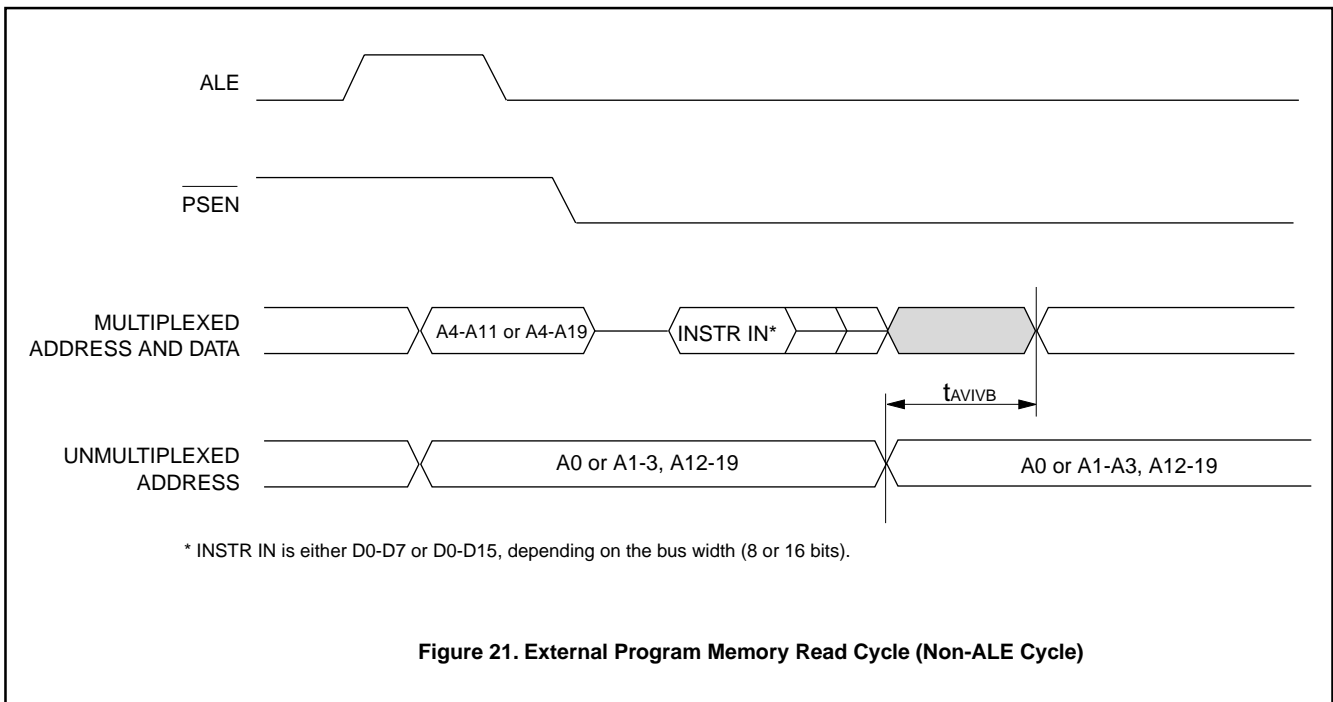 ALE
PSEN
MULTIPLEXED
ADDRESS AND DATA
A4-A11 or A4-A19
INSTR IN*
tAVIVB
UNMULTIPLEXED
ADDRESS
A0 or A1-3, A12-19
A0 or A1-A3, A12-19
* INSTR IN is either D0-D7 or D0-D15, depending on the bus width (8 or 16 bits).
Figure 21. External Program Memory Read Cycle (Non-ALE Cycle)